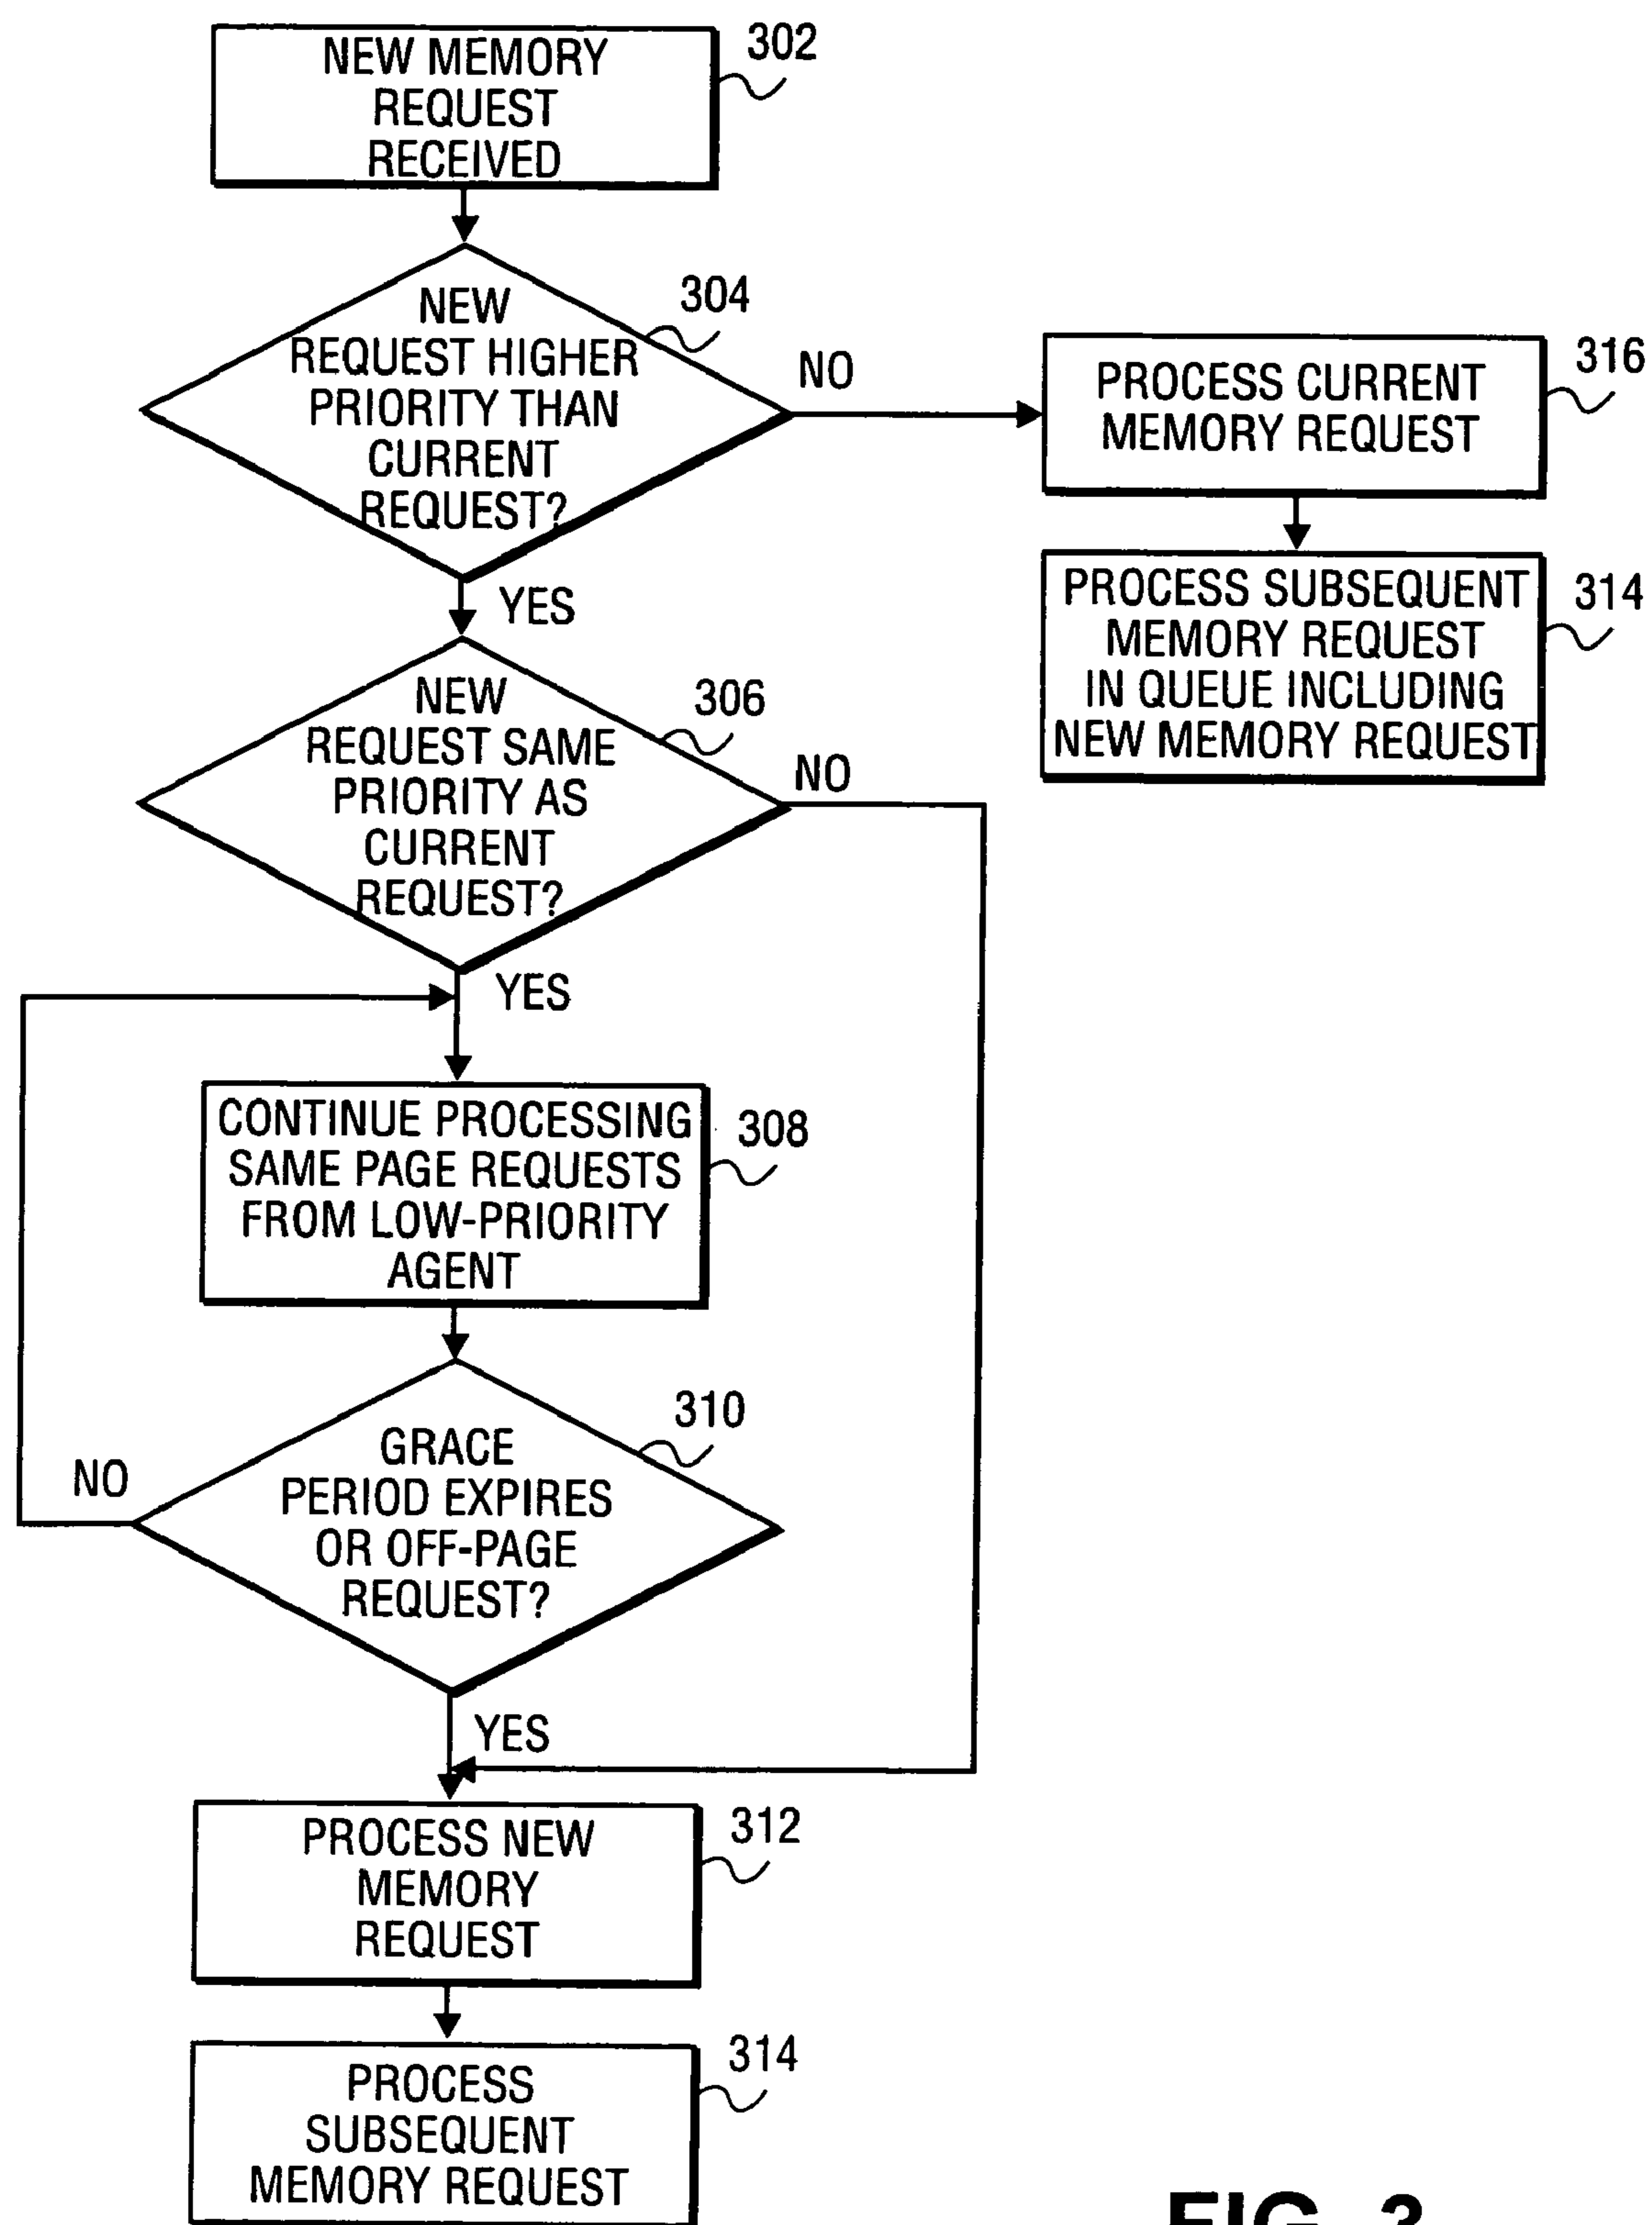 NEW MEMORY
REQUEST
RECEIVED
302
NEW
REQUEST HIGHER
PRIORITY THAN
CURRENT
REQUEST?
304
NO
YES
PROCESS CURRENT
MEMORY REQUEST
316
PROCESS SUBSEQUENT
MEMORY REQUEST
IN QUEUE INCLUDING
NEW MEMORY REQUEST
314
NEW
REQUEST SAME
PRIORITY AS
CURRENT
REQUEST?
306
NO
YES
CONTINUE PROCESSING
SAME PAGE REQUESTS
FROM LOW-PRIORITY
AGENT
308
GRACE
PERIOD EXPIRES
OR OFF-PAGE
REQUEST?
310
NO
YES
PROCESS NEW
MEMORY
REQUEST
312
PROCESS
SUBSEQUENT
MEMORY REQUEST
314
FIG. 3